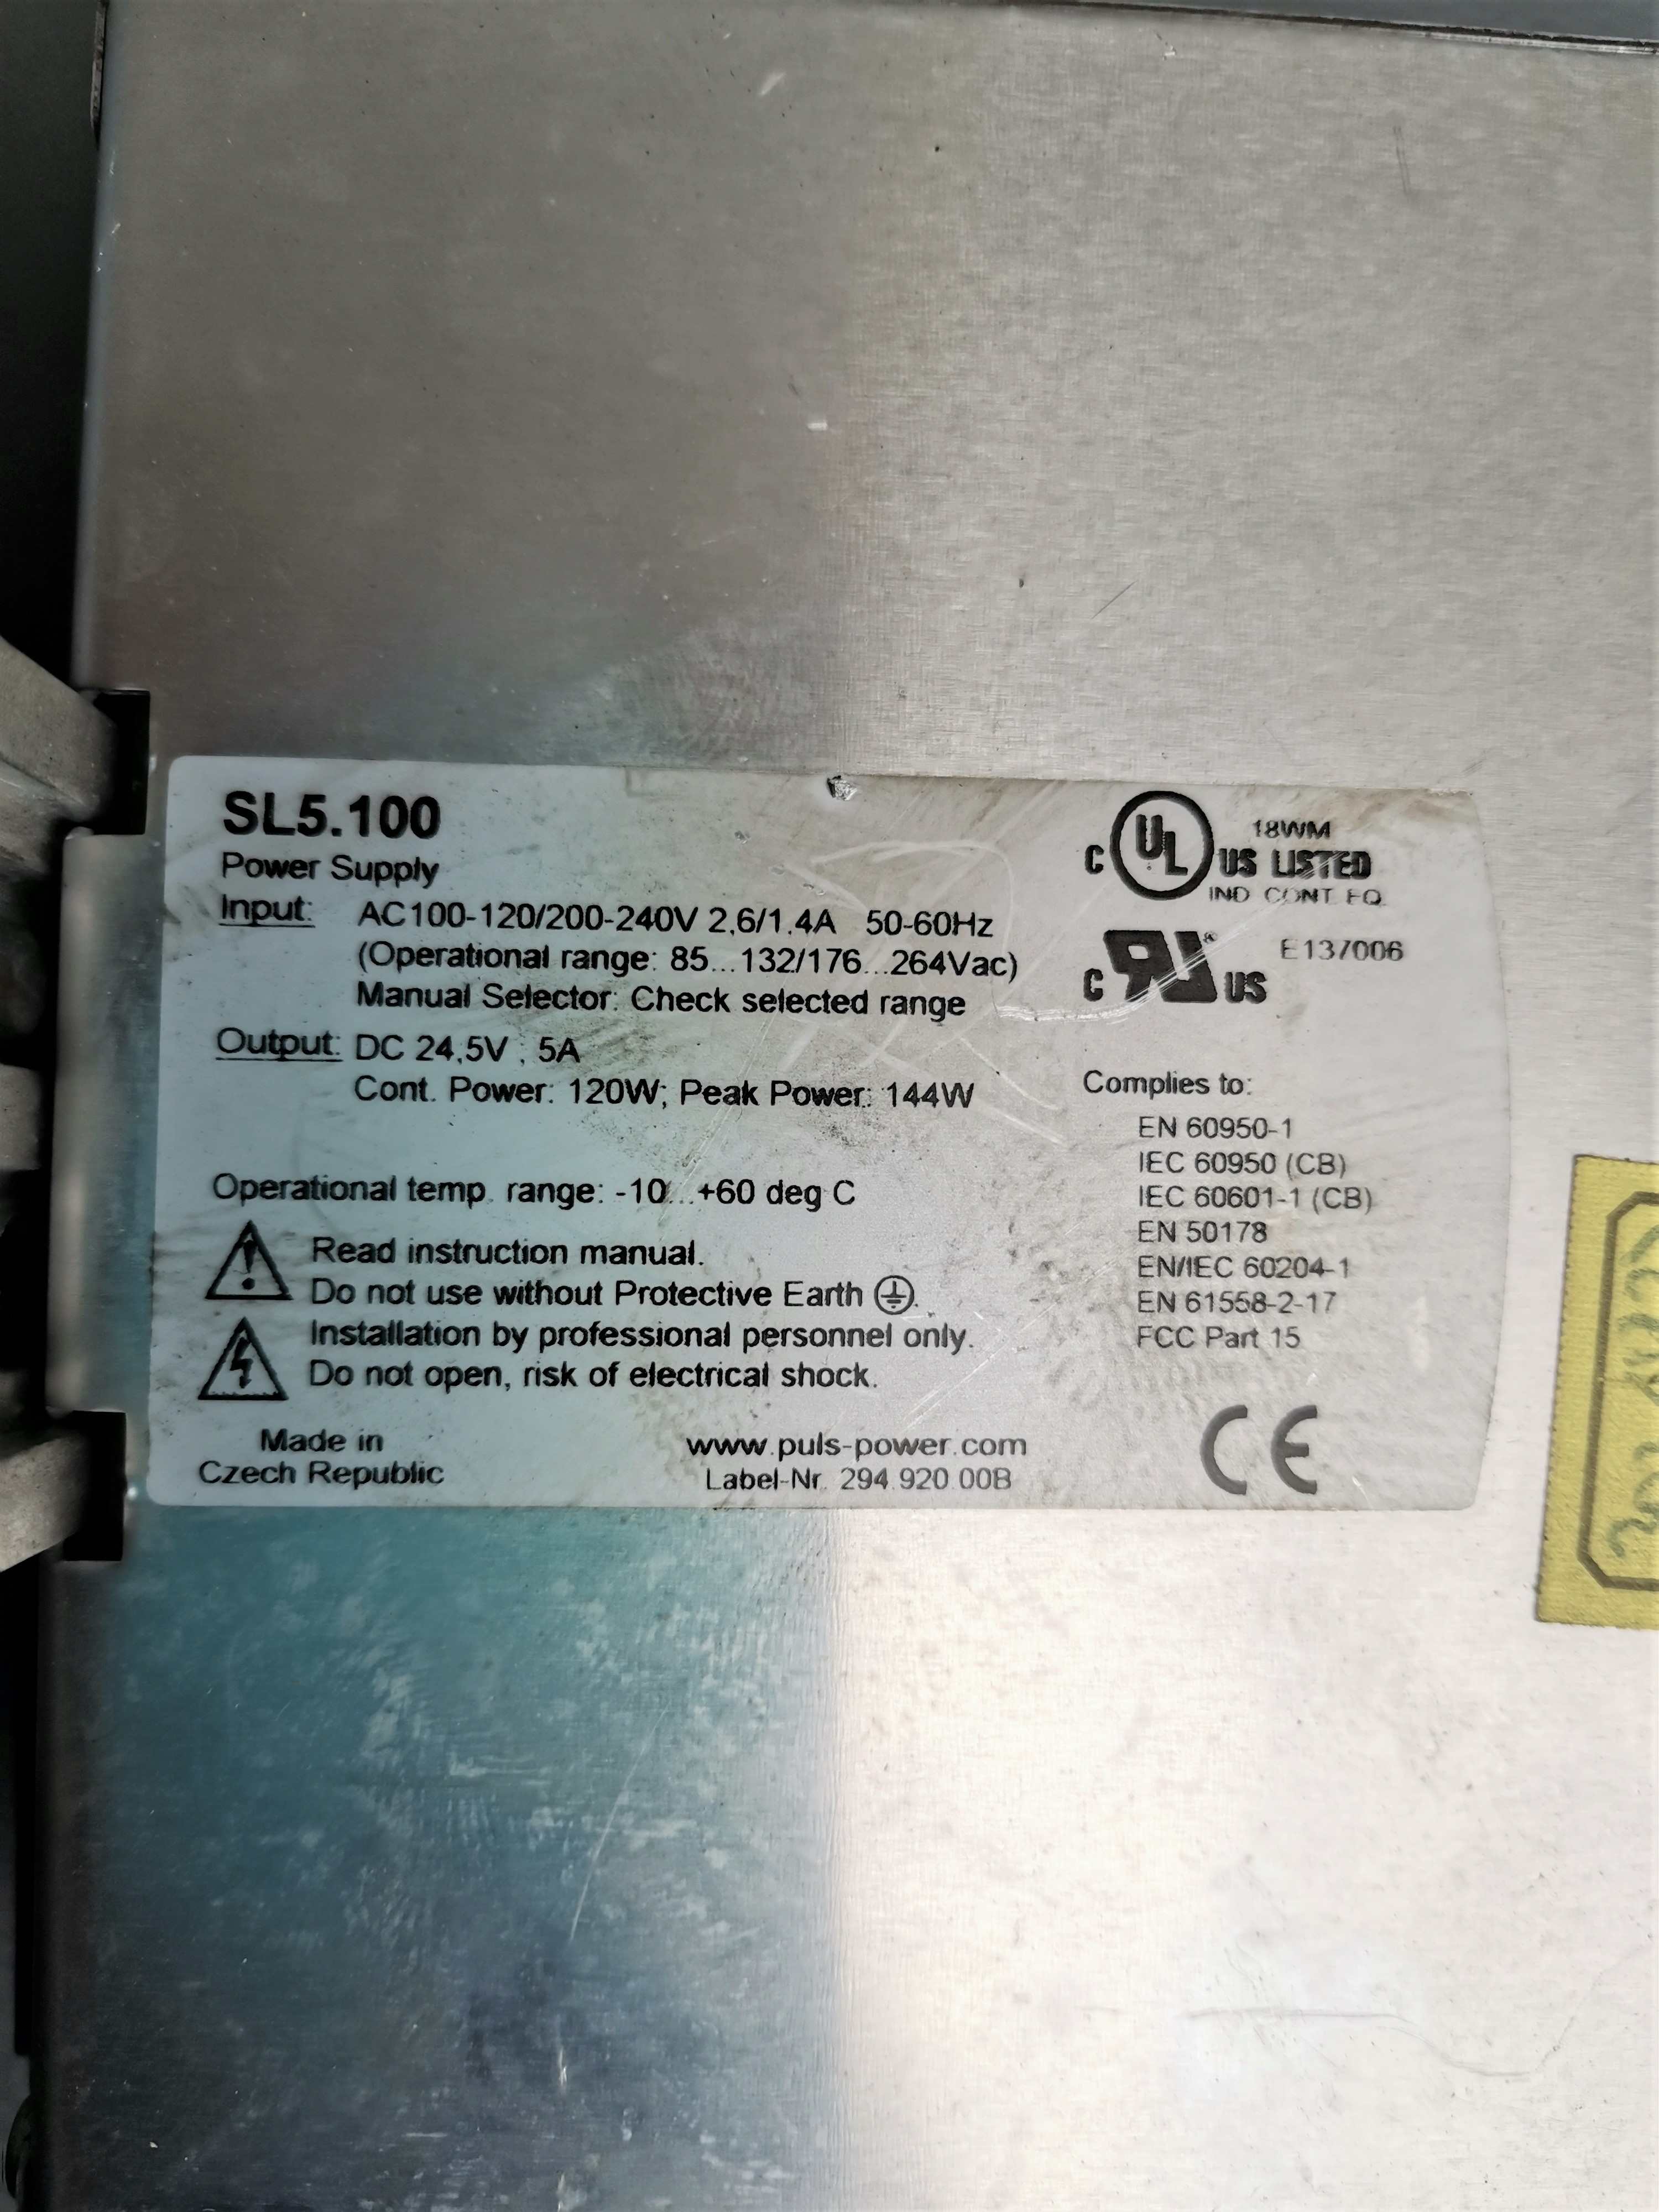 SL5.100
Power Supply
Input: AC100-120/200-240V 2,6/1.4A 50-60Hz
(Operational range: 85...132/176...264Vac)
Manual Selector: Check selected range
Output: DC 24,5V ; 5A
Cont. Power: 120W; Peak Power: 144W
Operational temp. range: -10...+60 deg C
Read instruction manual.
Do not use without Protective Earth
Installation by professional personnel only.
Do not open, risk of electrical shock.
Made in
Czech Republic
www.puls-power.com
Label-Nr. 294.920.00B
C UL US LISTED
18WM
IND CONT EQ
C RU® US
E137006
Complies to:
EN 60950-1
IEC 60950 (CB)
IEC 60601-1 (CB)
EN 50178
EN/IEC 60204-1
EN 61558-2-17
FCC Part 15
CE